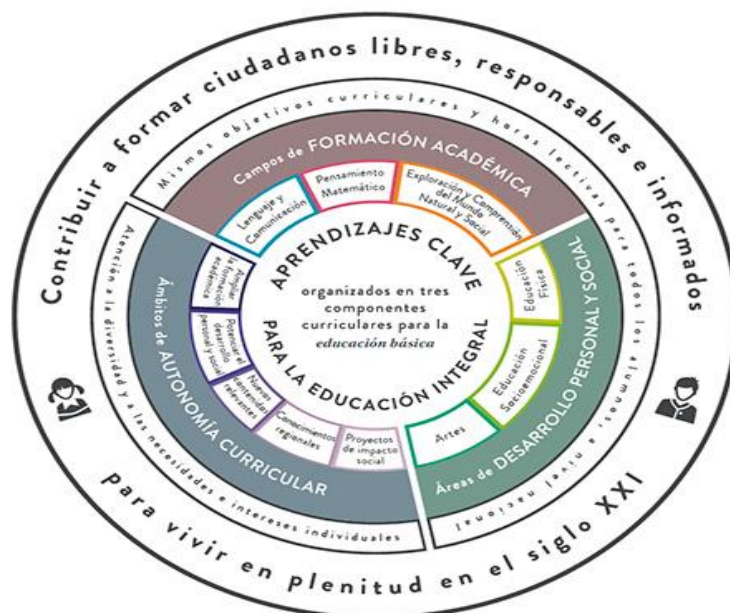 Contribuir a formar ciudadanos libres, responsables e informados
para vivir en plenitud en el siglo XXI
Mismos objetivos curriculares y horas lectivas para todos los alumnos, a nivel nacional
Atención a la diversidad y a las necesidades e intereses individuales
Campos de FORMACIÓN ACADÉMICA
Lenguaje y
Comunicación
Pensamiento
Matemático
Exploración y Comprensión
del Mundo
Natural y Social
Áreas de DESARROLLO PERSONAL Y SOCIAL
Educación
Física
Educación
Socioemocional
Artes
Ámbitos de AUTONOMÍA CURRICULAR
Ampliar
la formación
académica
Potenciar el
desarrollo
personal y social
Nuevos
contenidos
relevantes
Conocimientos
regionales
Proyectos
de impacto
social
APRENDIZAJES CLAVE
organizados en tres
componentes
curriculares para la
educación básica
PARA LA EDUCACIÓN INTEGRAL